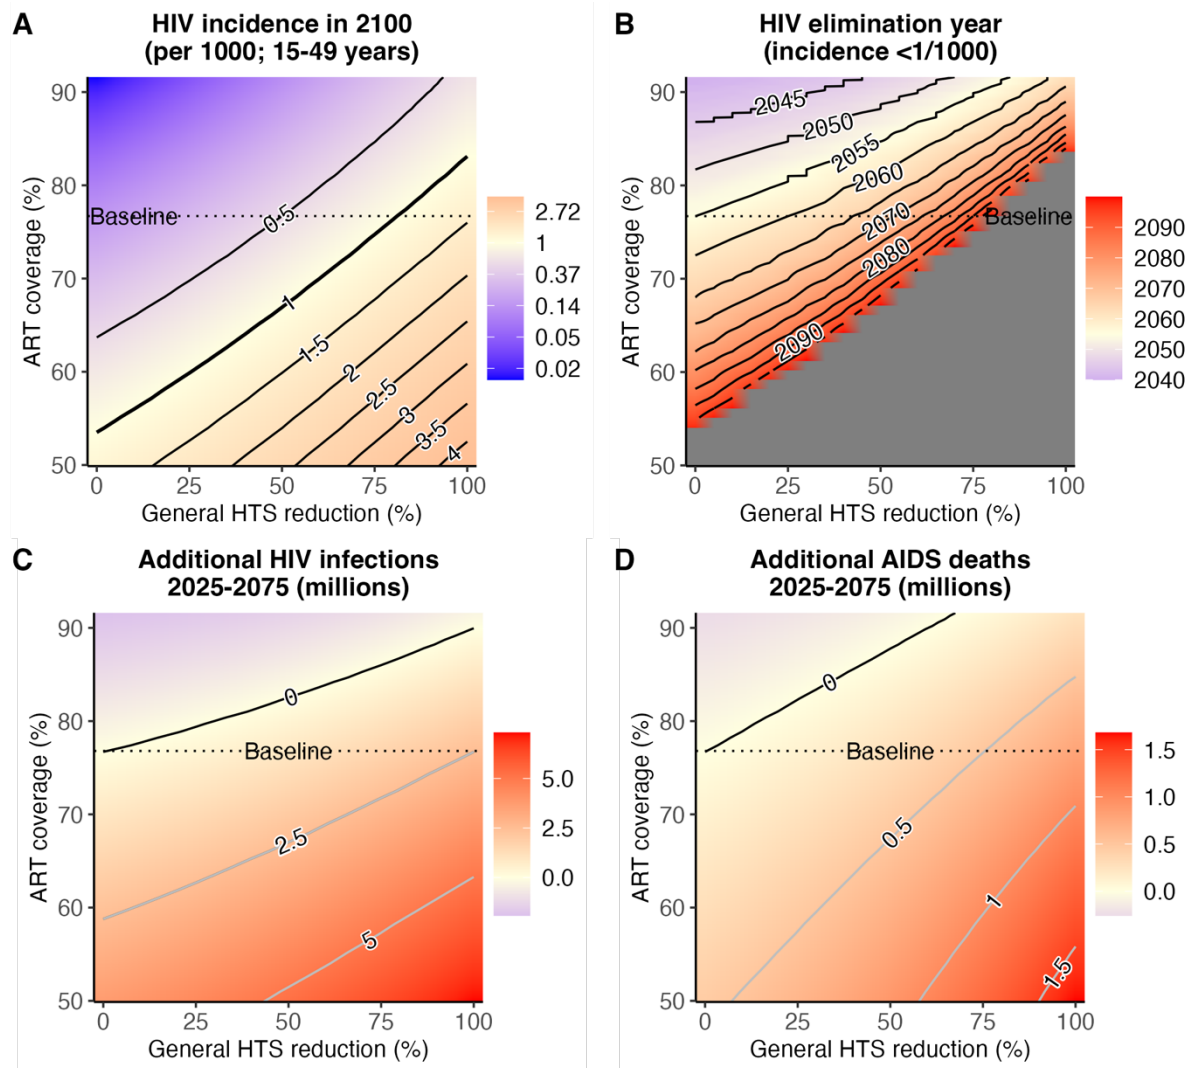 A
HIV incidence in 2100
(per 1000; 15-49 years)
ART coverage (%)
90
80
70
60
50
Baseline
0.5
1
1.5
2
2.5
3
3.5
4
0 25 50 75 100
General HTS reduction (%)
2.72
1
0.37
0.14
0.05
0.02
B
HIV elimination year
(incidence <1/1000)
ART coverage (%)
90
80
70
60
50
2045
2050
2055
2060
2070
2080
2090
Baseline
0 25 50 75 100
General HTS reduction (%)
2090
2080
2070
2060
2050
2040
C
Additional HIV infections
2025-2075 (millions)
ART coverage (%)
90
80
70
60
50
0
Baseline
2.5
5
0 25 50 75 100
General HTS reduction (%)
5.0
2.5
0.0
D
Additional AIDS deaths
2025-2075 (millions)
ART coverage (%)
90
80
70
60
50
0
Baseline
0.5
1
1.5
0 25 50 75 100
General HTS reduction (%)
1.5
1.0
0.5
0.0